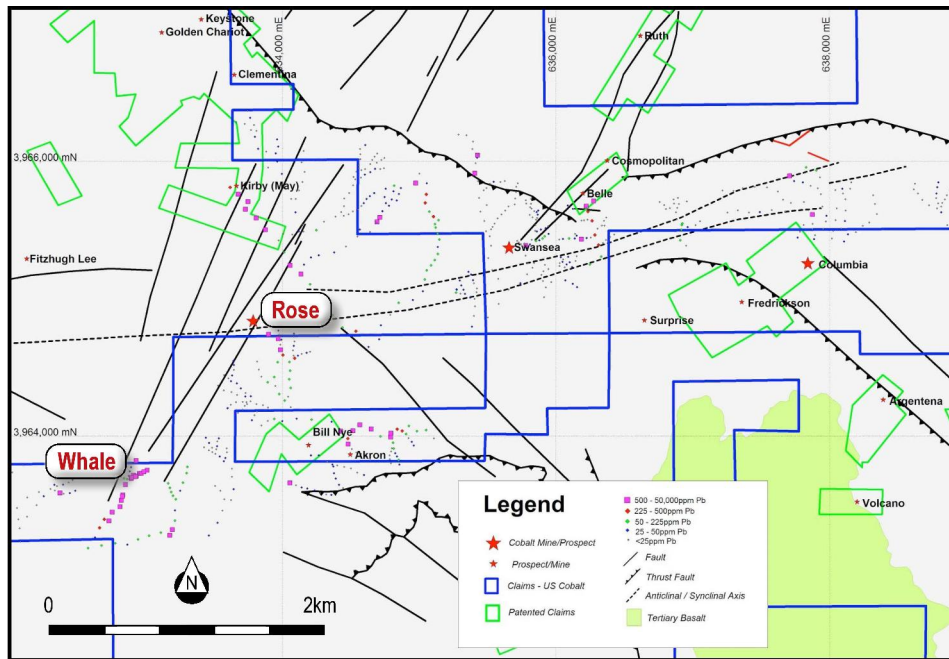 Keystone
Golden Chariot
Clementina
634,000 mE
636,000 mE
Ruth
638,000 mE
3,966,000 mN
Kirby (May)
Cosmopolitan
Belle
Fitzhugh Lee
Swansea
Columbia
Rose
Fredrickson
Surprise
Argentena
3,964,000 mN
Bill Nye
Akron
Whale
Volcano
N
0
2km
Legend
Cobalt Mine/Prospect
Prospect/Mine
Claims - US Cobalt
Patented Claims
500 - 50,000ppm Pb
225 - 500ppm Pb
50 - 225ppm Pb
25 - 50ppm Pb
<25ppm Pb
Fault
Thrust Fault
Anticlinal / Synclinal Axis
Tertiary Basalt